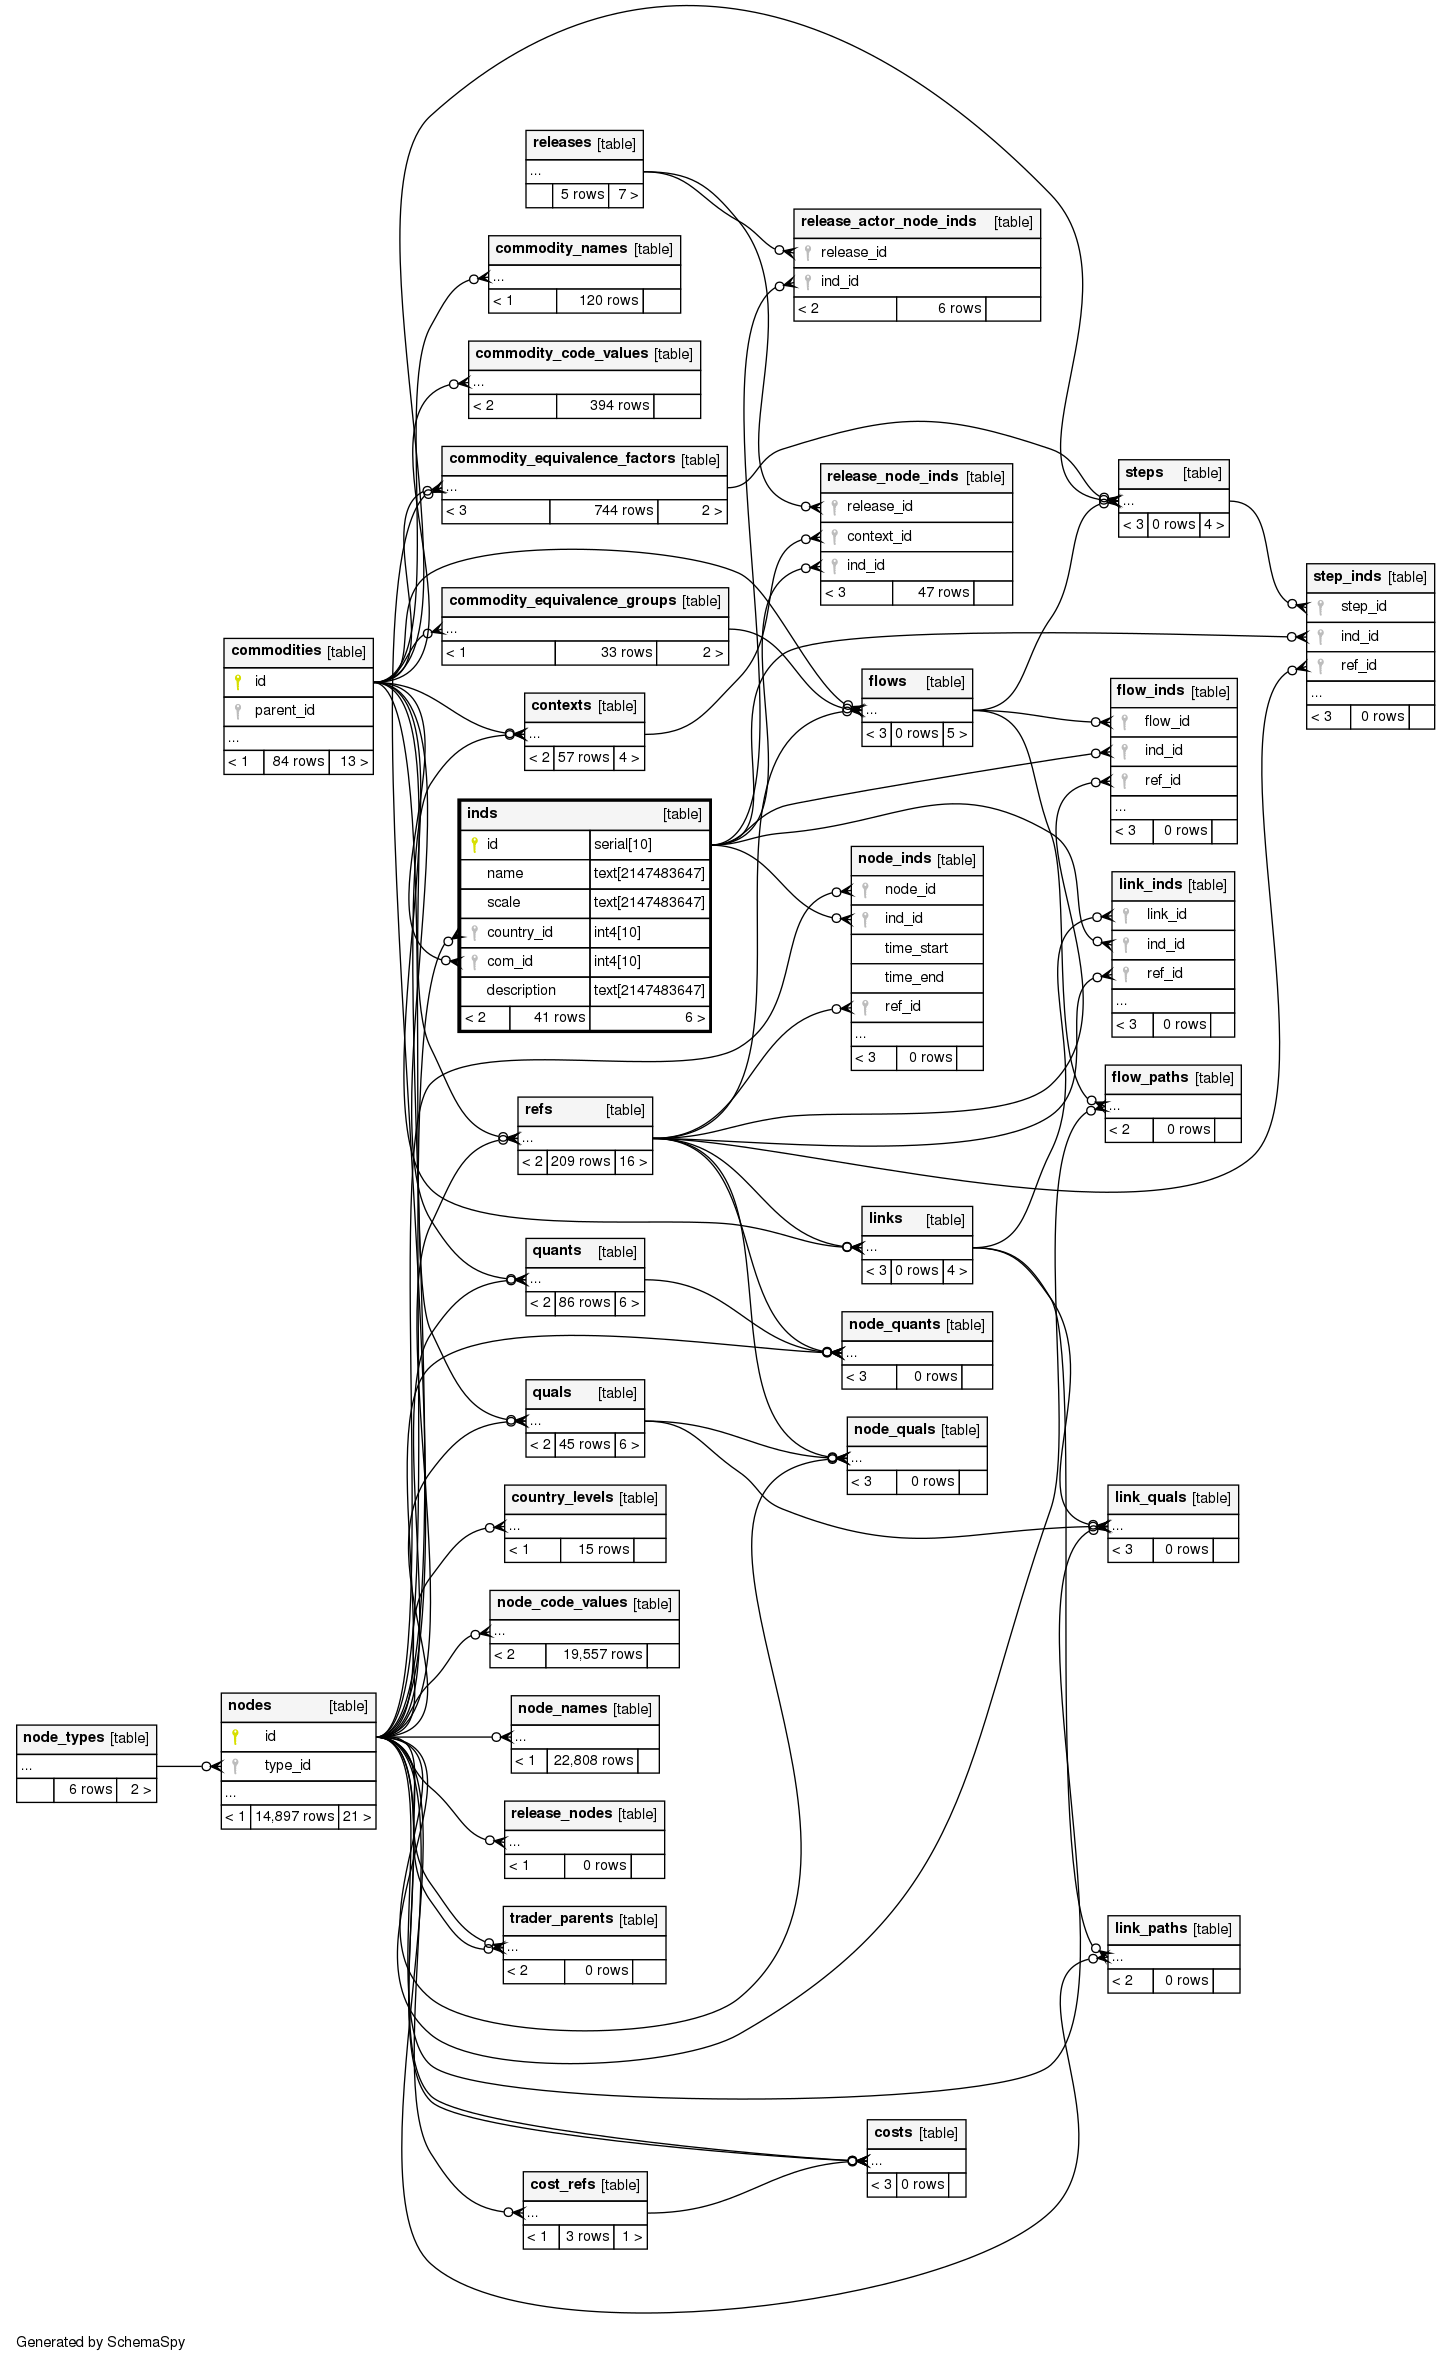 releases [table]
...
5 rows 7 >
release_actor_node_inds [table]
release_id
ind_id
< 2 6 rows
commodity_names [table]
...
< 1 120 rows
commodity_code_values [table]
...
< 2 394 rows
commodity_equivalence_factors [table]
...
< 3 744 rows 2 >
release_node_inds [table]
release_id
context_id
ind_id
< 3 47 rows
steps [table]
...
< 3 0 rows 4 >
step_inds [table]
step_id
ind_id
ref_id
...
< 3 0 rows
commodity_equivalence_groups [table]
...
< 1 33 rows 2 >
commodities [table]
id
parent_id
...
< 1 84 rows 13 >
contexts [table]
...
< 2 57 rows 4 >
flows [table]
...
< 3 0 rows 5 >
flow_inds [table]
flow_id
ind_id
ref_id
...
< 3 0 rows
inds [table]
id serial[10]
name text[2147483647]
scale text[2147483647]
country_id int4[10]
com_id int4[10]
description text[2147483647]
< 2 41 rows 6 >
node_inds [table]
node_id
ind_id
time_start
time_end
ref_id
...
< 3 0 rows
link_inds [table]
link_id
ind_id
ref_id
...
< 3 0 rows
flow_paths [table]
...
< 2 0 rows
refs [table]
...
< 2 209 rows 16 >
links [table]
...
< 3 0 rows 4 >
quants [table]
...
< 2 86 rows 6 >
node_quants [table]
...
< 3 0 rows
quals [table]
...
< 2 45 rows 6 >
node_quals [table]
...
< 3 0 rows
country_levels [table]
...
< 1 15 rows
link_quals [table]
...
< 3 0 rows
node_code_values [table]
...
< 2 19,557 rows
node_types [table]
...
6 rows 2 >
nodes [table]
id
type_id
...
< 1 14,897 rows 21 >
node_names [table]
...
< 1 22,808 rows
release_nodes [table]
...
< 1 0 rows
trader_parents [table]
...
< 2 0 rows
link_paths [table]
...
< 2 0 rows
costs [table]
...
< 3 0 rows
cost_refs [table]
...
< 1 3 rows 1 >
Generated by SchemaSpy